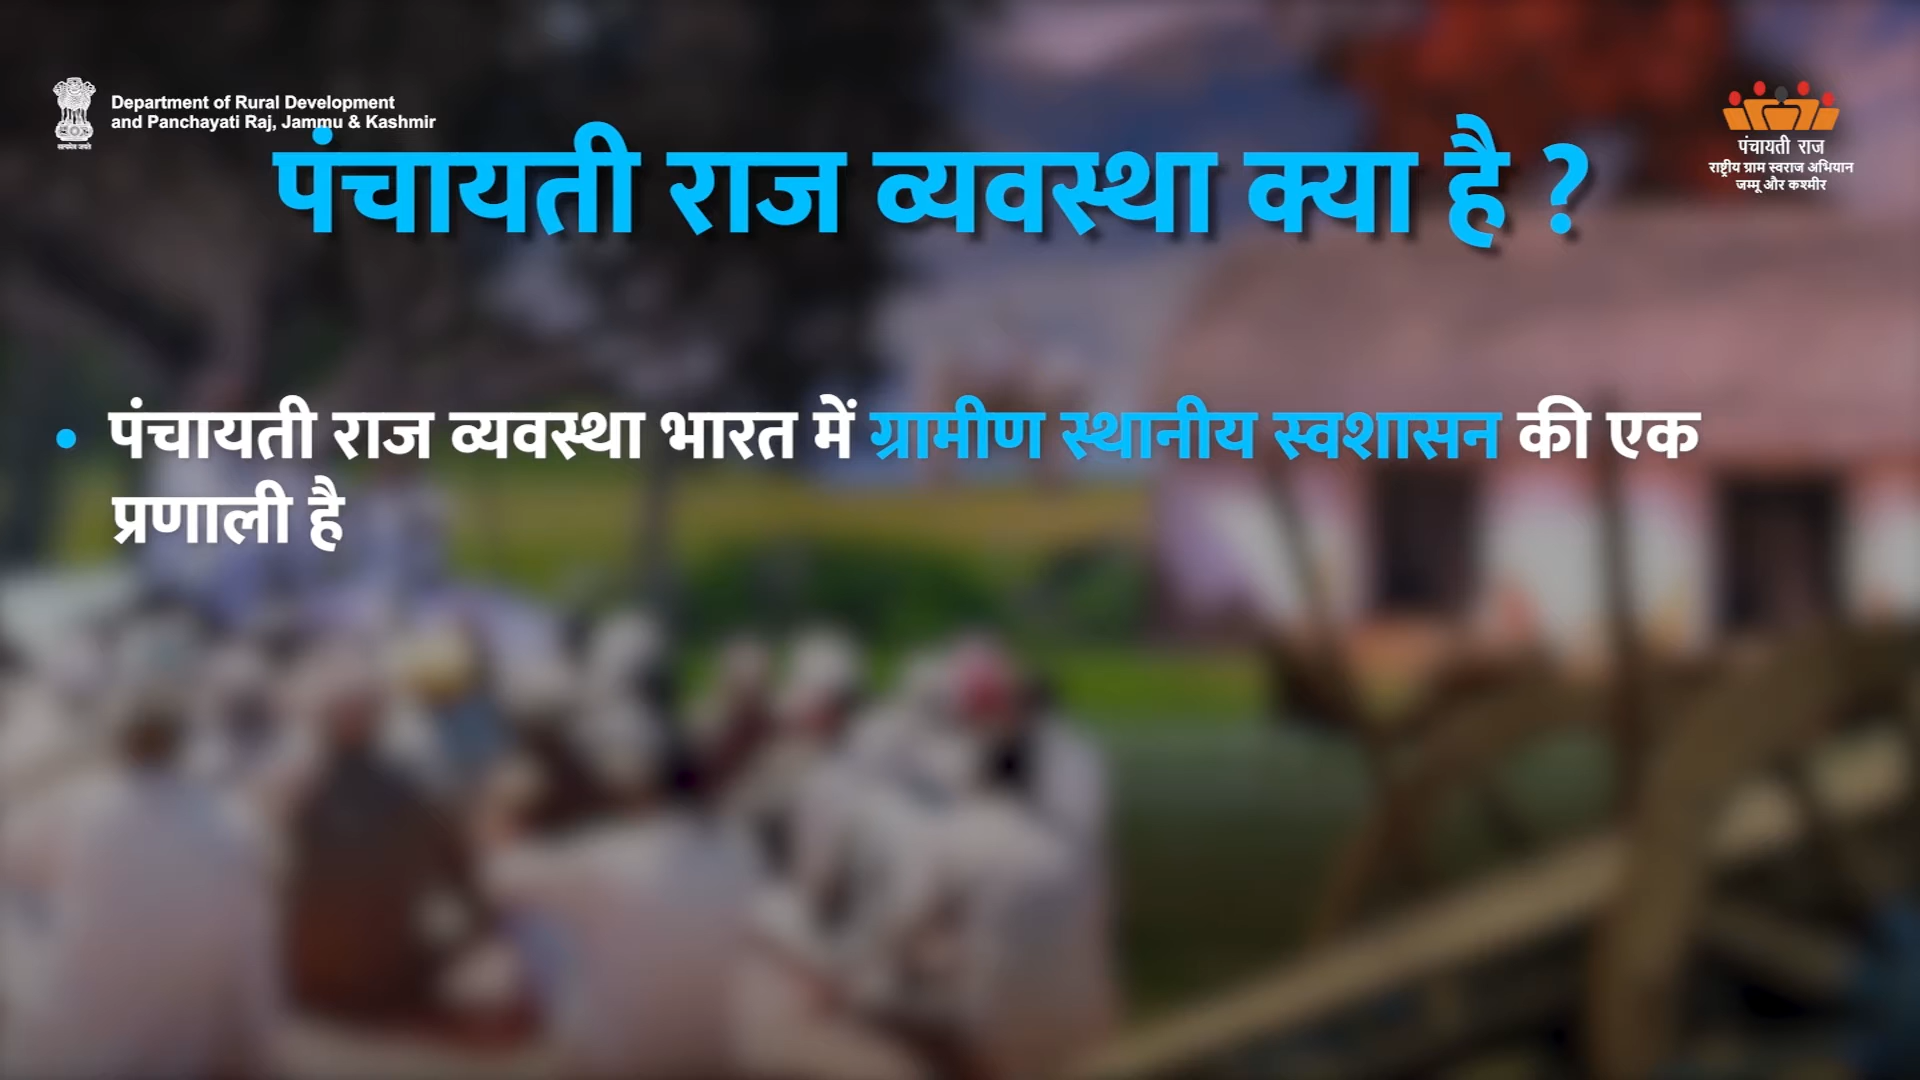 Department of Rural Development
and Panchayati Raj, Jammu & Kashmir
पंचायती राज
राष्ट्रीय ग्राम स्वराज अभियान
जम्मू और कश्मीर
पंचायती राज व्यवस्था क्या है ?
• पंचायती राज व्यवस्था भारत में ग्रामीण स्थानीय स्वशासन की एक
प्रणाली है